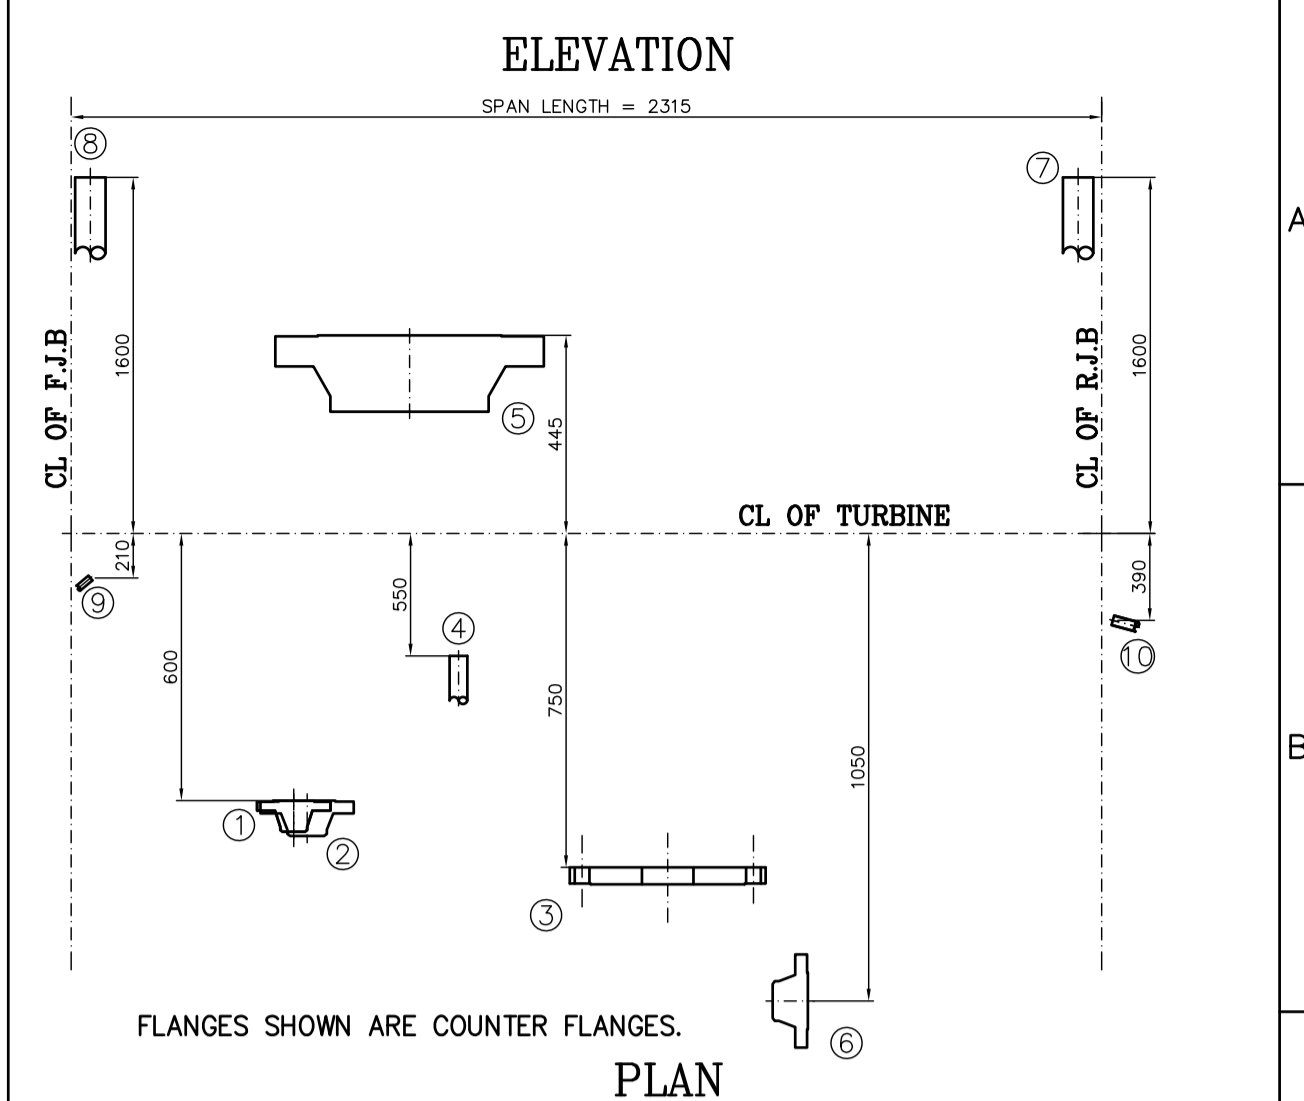 ELEVATION
SPAN LENGTH = 2315
8
7
A
1600
1600
CL OF F.J.B
CL OF R.J.B
5
445
CL OF TURBINE
210
9
550
390
4
10
600
750
B
1050
1
2
3
FLANGES SHOWN ARE COUNTER FLANGES.
6
PLAN